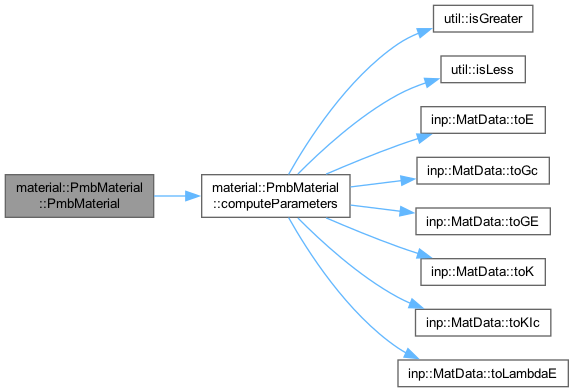 material::PmbMaterial
::PmbMaterial
material::PmbMaterial
::computeParameters
util::isGreater
util::isLess
inp::MatData::toE
inp::MatData::toGc
inp::MatData::toGE
inp::MatData::toK
inp::MatData::toKIc
inp::MatData::toLambdaE